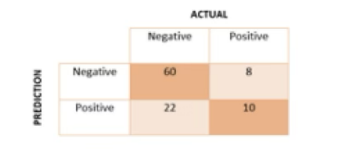 ACTUAL
Negative Positive
PREDICTION
Negative 60 8
Positive 22 10